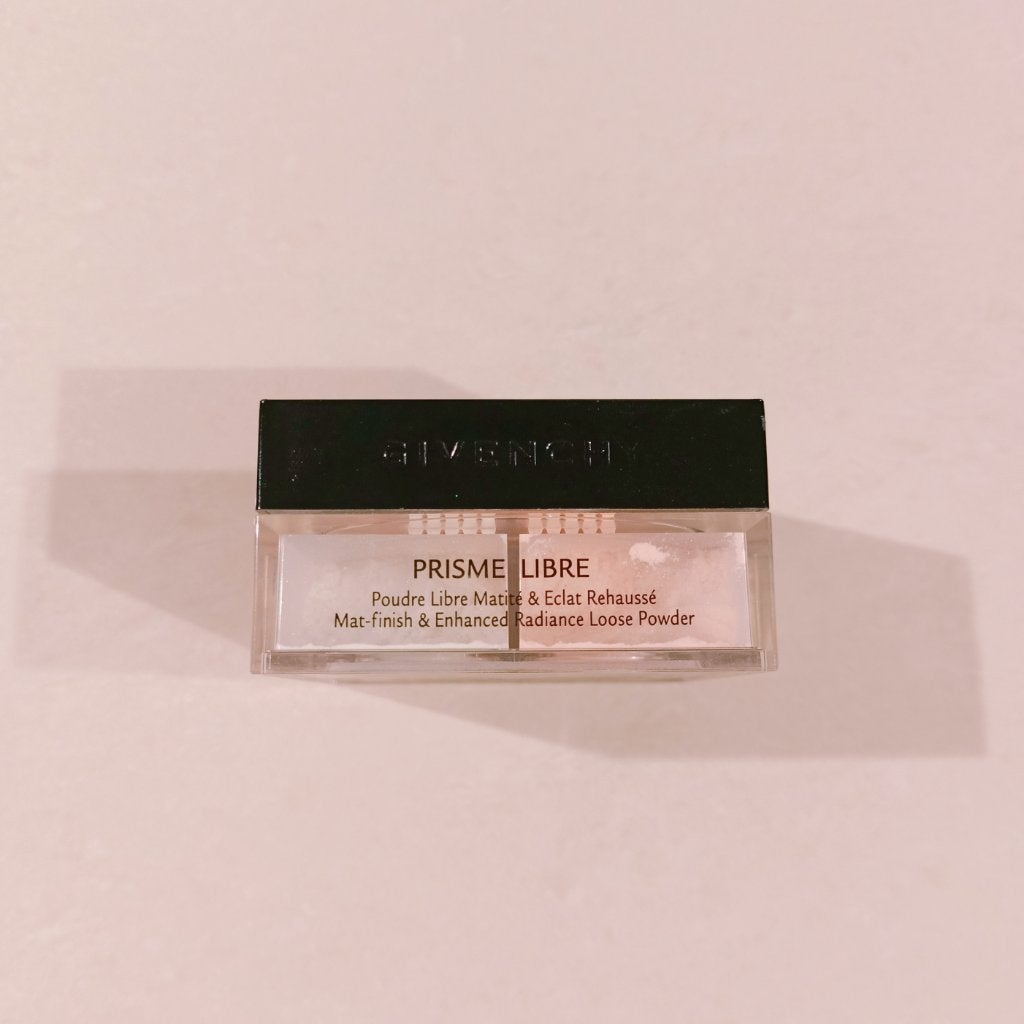 GIVENCHY
PRISME LIBRE
Poudre Libre Matité & Eclat Rehaussé
Mat-finish & Enhanced Radiance Loose Powder